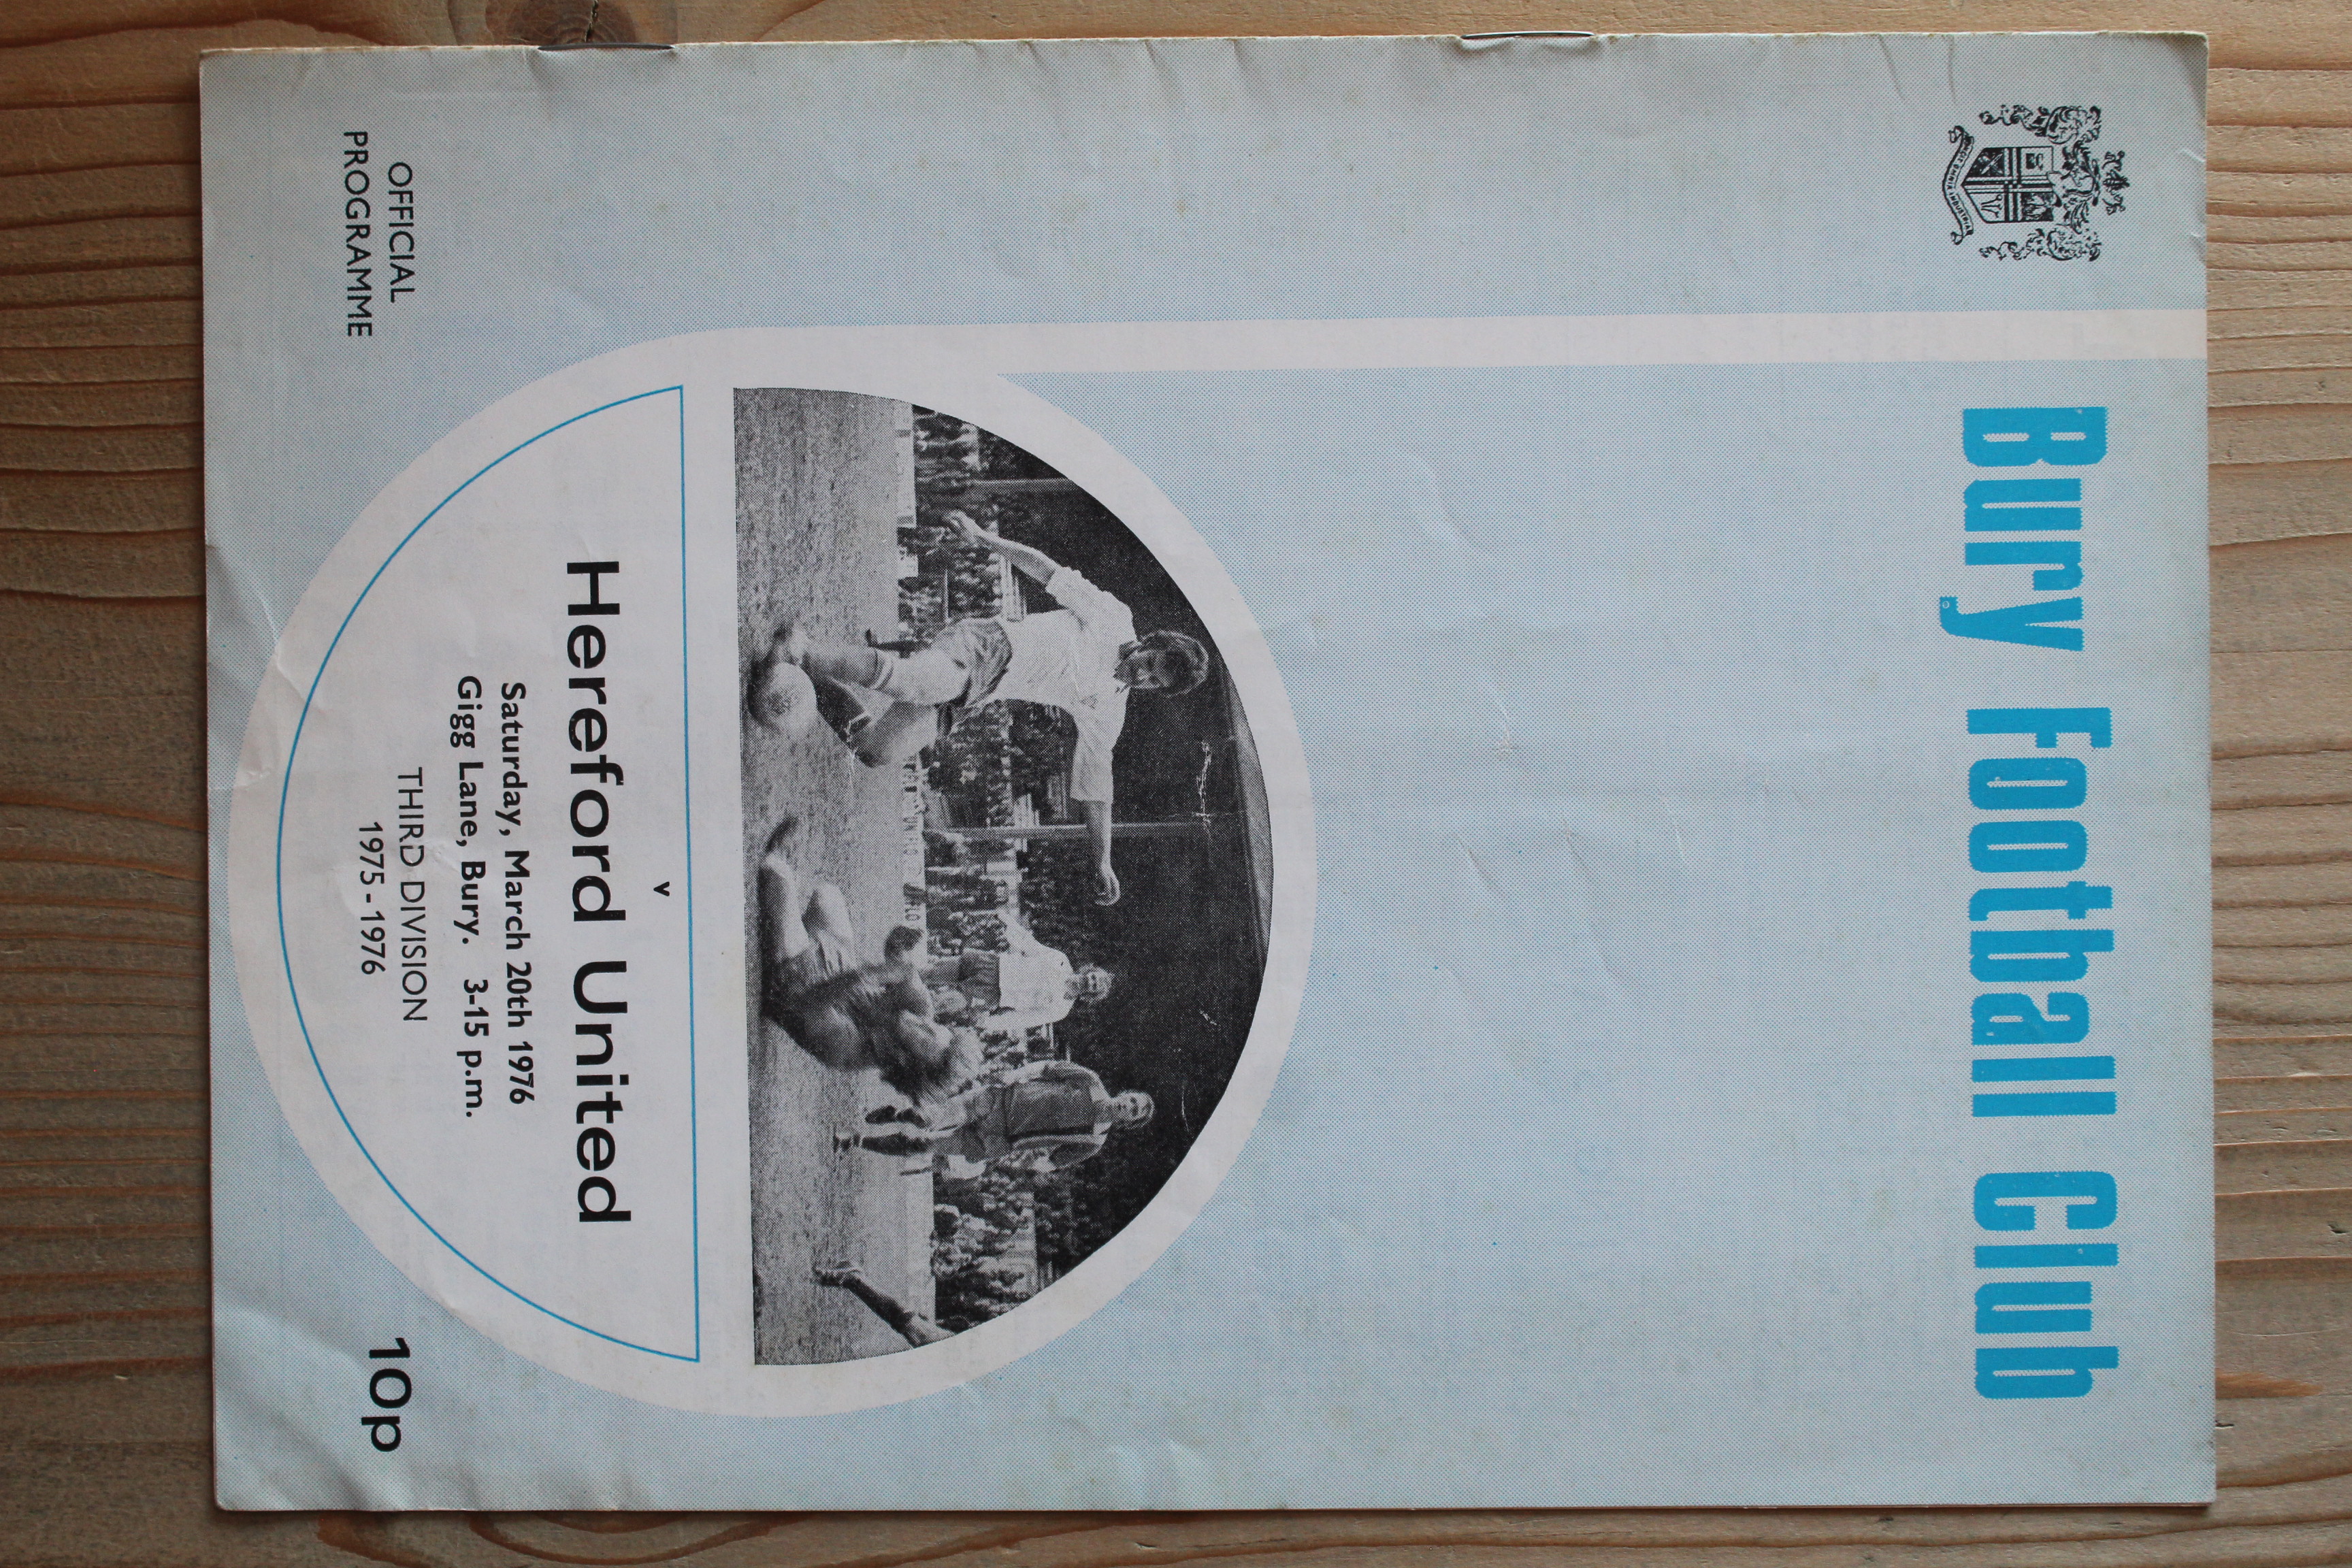 Bury Football Club
v
Hereford United
Saturday, March 20th 1976
Gigg Lane, Bury. 3-15 p.m.
THIRD DIVISION
1975-1976
OFFICIAL
PROGRAMME
10p